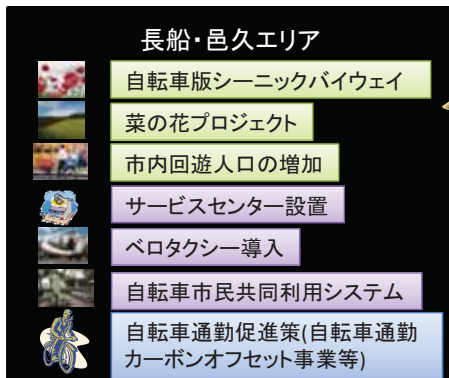 長船・邑久エリア
自転車版シーニックバイウェイ
菜の花プロジェクト
市内回遊人口の増加
サービスセンター設置
ベロタクシー導入
自転車市民共同利用システム
自転車通勤促進策(自転車通勤
カーボンオフセット事業等)